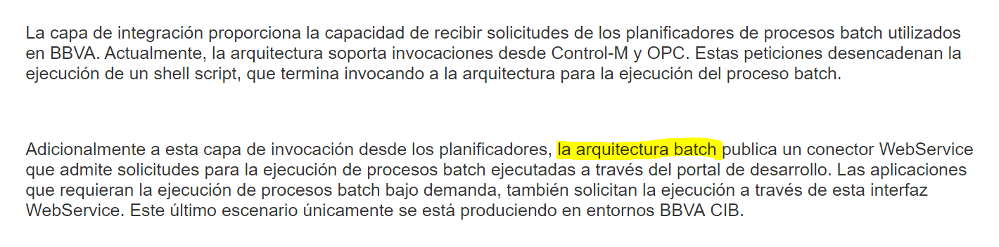 La capa de integración proporciona la capacidad de recibir solicitudes de los planificadores de procesos batch utilizados
en BBVA. Actualmente, la arquitectura soporta invocaciones desde Control-M y OPC. Estas peticiones desencadenan la
ejecución de un shell script, que termina invocando a la arquitectura para la ejecución del proceso batch.
Adicionalmente a esta capa de invocación desde los planificadores, la arquitectura batch publica un conector WebService
que admite solicitudes para la ejecución de procesos batch ejecutadas a través del portal de desarrollo. Las aplicaciones
que requieran la ejecución de procesos batch bajo demanda, también solicitan la ejecución a través de esta interfaz
WebService. Este último escenario únicamente se está produciendo en entornos BBVA CIB.